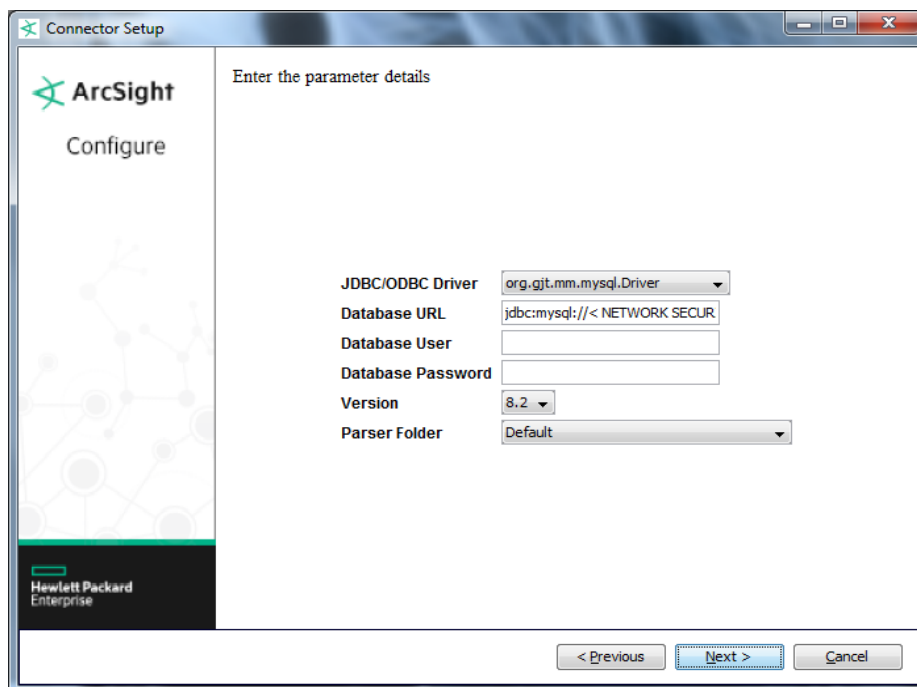 Connector Setup
ArcSight
Configure
Enter the parameter details
JDBC/ODBC Driver org.gjt.mm.mysql.Driver
Database URL jdbc:mysql://< NETWORK SECUR
Database User
Database Password
Version 8.2
Parser Folder Default
Hewlett Packard
Enterprise
< Previous Next > Cancel